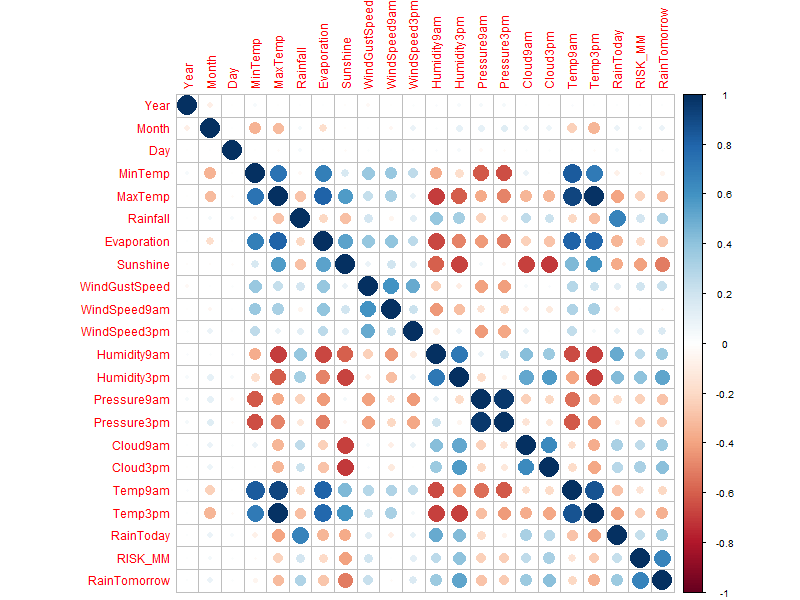 Year
Month
Day
MinTemp
MaxTemp
Rainfall
Evaporation
Sunshine
WindGustSpeed
WindSpeed9am
WindSpeed3pm
Humidity9am
Humidity3pm
Pressure9am
Pressure3pm
Cloud9am
Cloud3pm
Temp9am
Temp3pm
RainToday
RISK_MM
RainTomorrow
Year
Month
Day
MinTemp
MaxTemp
Rainfall
Evaporation
Sunshine
WindGustSpeed
WindSpeed9am
WindSpeed3pm
Humidity9am
Humidity3pm
Pressure9am
Pressure3pm
Cloud9am
Cloud3pm
Temp9am
Temp3pm
RainToday
RISK_MM
RainTomorrow
1
0.8
0.6
0.4
0.2
0
-0.2
-0.4
-0.6
-0.8
-1